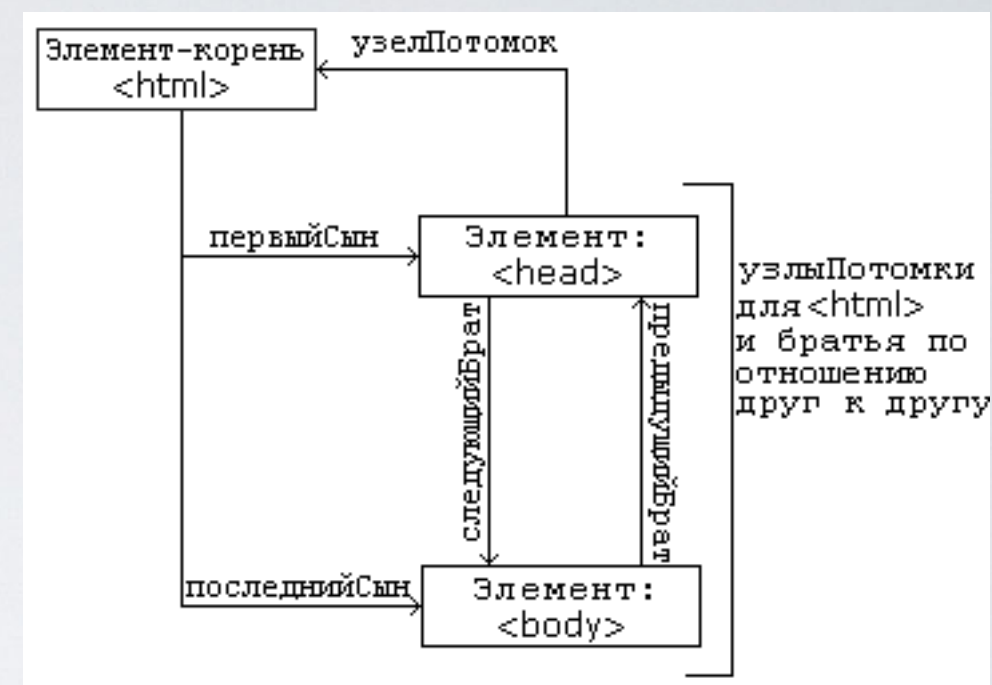 Элемент-корень
<html>
узелПотомок
первыйСын
Элемент:
<head>
следующийБрат
предыдущийБрат
узлыПотомки
для<html>
и братья по
отношению
друг к другу
последнийСын
Элемент:
<body>